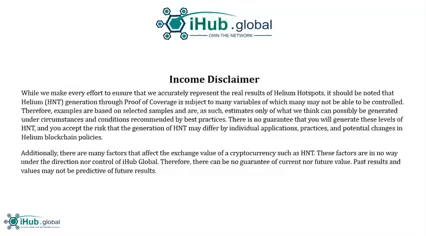 iHub.global
OWN THE NETWORK
Income Disclaimer
While we make every effort to ensure that we accurately represent the real results of Helium Hotspots, it should be noted that
Helium (HNT) generation through Proof of Coverage is subject to many variables of which many may not be able to be controlled.
Therefore, examples are based on selected samples and are, as such, estimates only of what we think can possibly be generated
under circumstances and conditions recommended by best practices. There is no guarantee that you will generate these levels of
HNT, and you accept the risk that the generation of HNT may differ by individual applications, practices, and potential changes in
Helium blockchain policies.
Additionally, there are many factors that affect the exchange value of a cryptocurrency such as HNT. These factors are in no way
under the direction nor control of iHub Global. Therefore, there can be no guarantee of current nor future value. Past results and
values may not be predictive of future results.
iHub.global